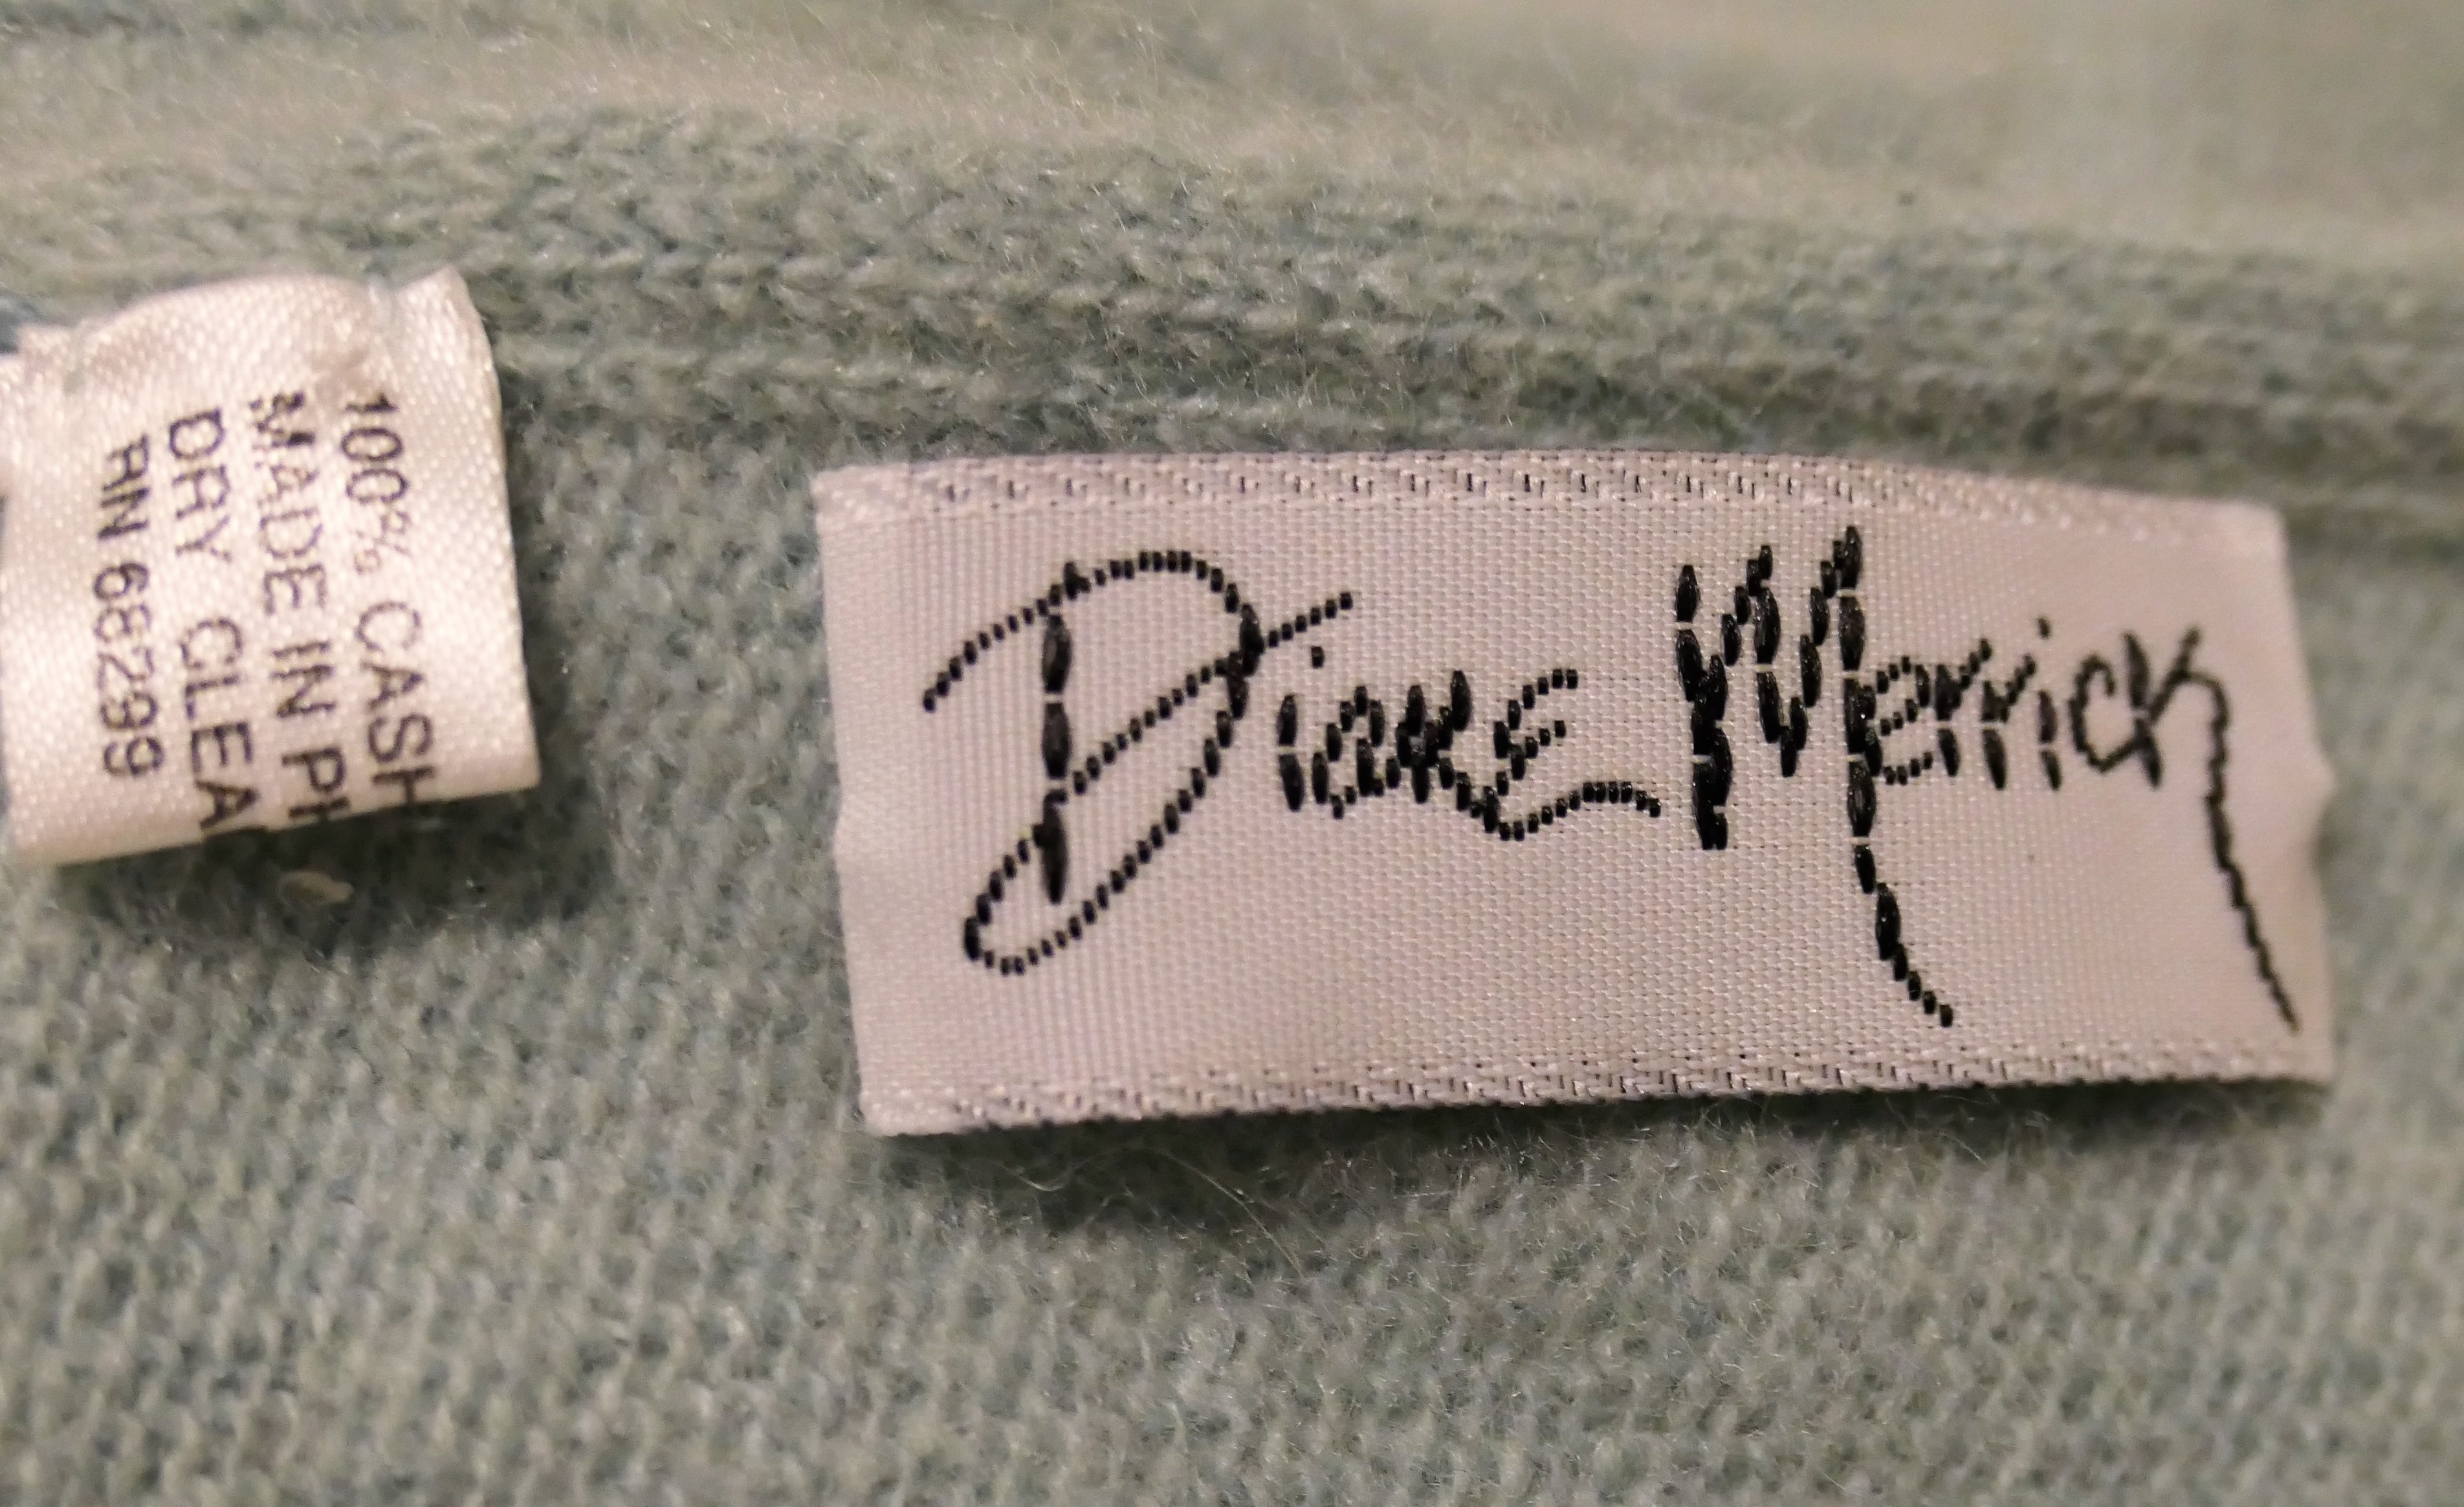 100% CASH
MADE IN PH
DRY CLEA
RN 68299
Diane Merrick